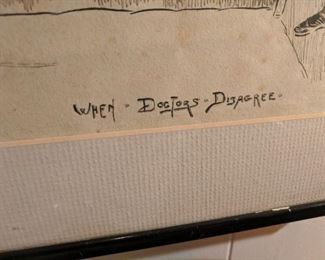 WHEN - DOCTORS - DISAGREE -